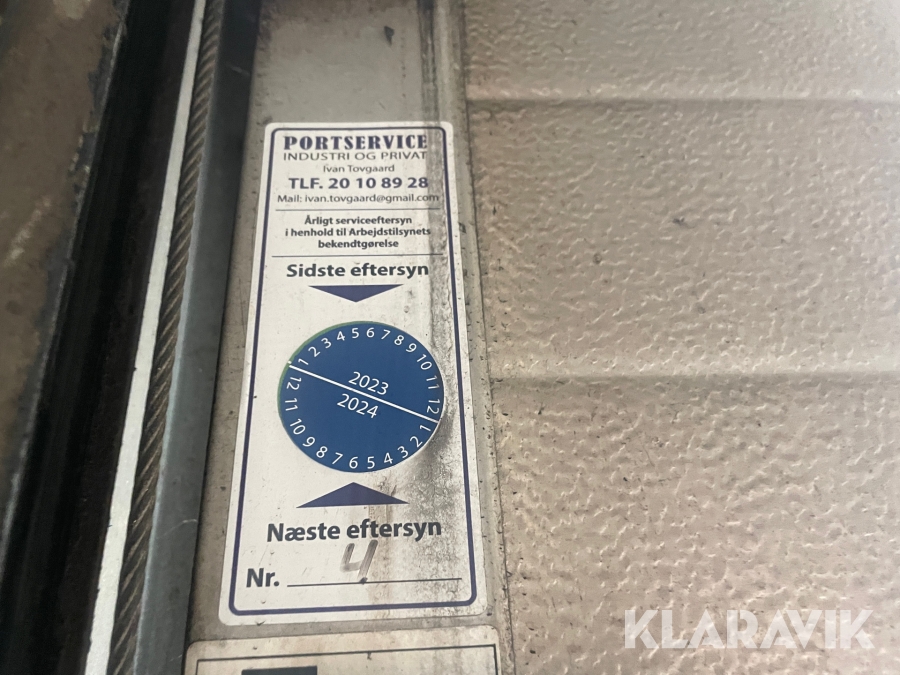 PORTSERVICE
INDUSTRI OG PRIVAT
Ivan Tovgaard
TLF. 20 10 89 28
Mail: ivan.tovgaard@gmail.com
Årligt serviceeftersyn
i henhold til Arbejdstilsynets
bekendtgørelse
Sidste eftersyn
1 2 3 4 5 6 7 8 9 10 11 12
2023
2024
12 11 10 9 8 7 6 5 4 3 2 1
Næste eftersyn
Nr. 4
KLARAVIK